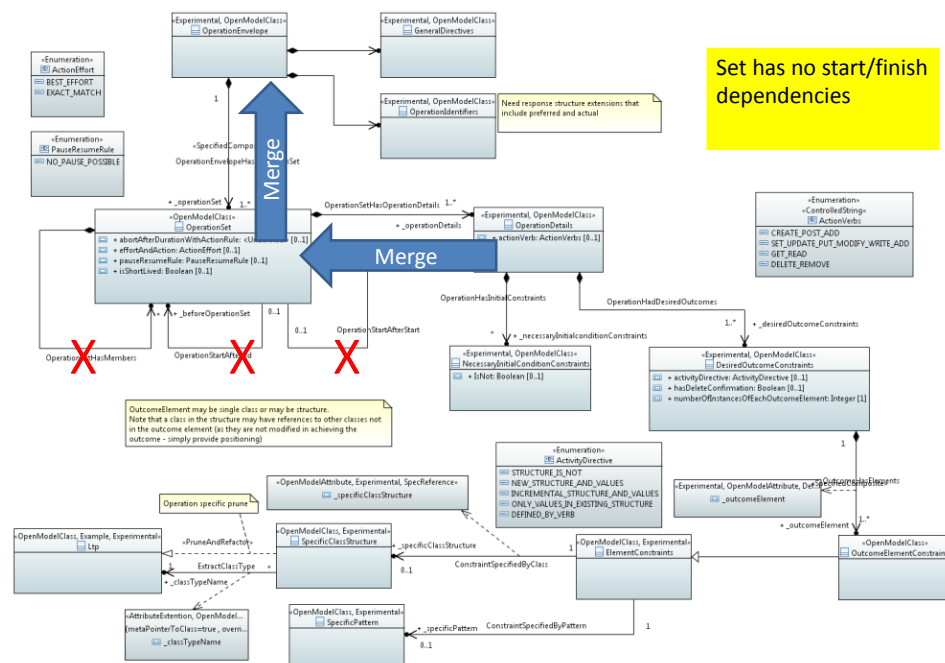 «Experimental, OpenModelClass»
OperationEnvelope
«Experimental, OpenModelClass»
GeneralDirectives
Set has no start/finish
dependencies
«Enumeration»
ActionEffort
BEST_EFFORT
EXACT_MATCH
1
«Experimental, OpenModelClass»
OperationIdentifiers
Need response structure extensions that
include preferred and actual
«Enumeration»
PauseResumeRule
NO_PAUSE_POSSIBLE
Merge
+ _operationSet
1..*
OperationSetHasOperationDetails
1..*
+ _operationDetails
«OpenModelClass»
OperationSet
+ abortAfterDurationWithActionRule:
[0..1]
+ effortAndAction: ActionEffort [0..1]
+ pauseResumeRule: PauseResumeRule [0..1]
+ isShortLived: Boolean [0..1]
Merge
«Experimental, OpenModelClass»
OperationDetails
+ actionVerb: ActionVerbs [0..1]
«Enumeration»
«ControlledString»
ActionVerbs
CREATE_POST_ADD
SET_UPDATE_PUT_MODIFY_WRITE_ADD
GET_READ
DELETE_REMOVE
OperationHasInitialConstraints
OperationHadDesiredOutcomes
*
+ _beforeOperationSet
*
0..1
0..1
OperationStartAfterStart
X
X
X
*
+ _necessaryInitialconditionConstraints
1..*
+ _desiredOutcomeConstraints
«Experimental, OpenModelClass»
NecessaryInitialConditionConstraints
+ IsNot: Boolean [0..1]
«Experimental, OpenModelClass»
DesiredOutcomeConstraints
+ activityDirective: ActivityDirective [0..1]
+ hasDeleteConfirmation: Boolean [0..1]
+ numberOfInstancesOfEachOutcomeElement: Integer [1]
OutcomeElement may be single class or may be structure.
Note that a class in the structure may have references to other classes not
in the outcome element (as they are not modified in achieving the
outcome - simply provide positioning)
1
«Enumeration»
ActivityDirective
STRUCTURE_IS_NOT
NEW_STRUCTURE_AND_VALUES
INCREMENTAL_STRUCTURE_AND_VALUES
ONLY_VALUES_IN_EXISTING_STRUCTURE
DEFINED_BY_VERB
«OpenModelAttribute, Experimental, SpecReference»
_specificClassStructure
«Experimental, OpenModelAttribute,
_outcomeElement
Operation specific prune
+ _outcomeElement
1..*
«OpenModelClass, Example, Experimental»
Ltp
«PruneAndRefactor»
«OpenModelClass, Experimental»
SpecificClassStructure
+ _specificClassStructure
0..1
ConstraintSpecifiedByClass
1
«OpenModelClass, Experimental»
ElementConstraints
«OpenModelClass»
OutcomeElementConstrain
1
ExtractClassType
*
+ _classTypeName
«AttributeExtention, OpenModel...
{metaPointerToClass=true , overri...
_classTypeName
«OpenModelClass, Experimental»
SpecificPattern
+ _specificPattern
0..1
ConstraintSpecifiedByPattern
1